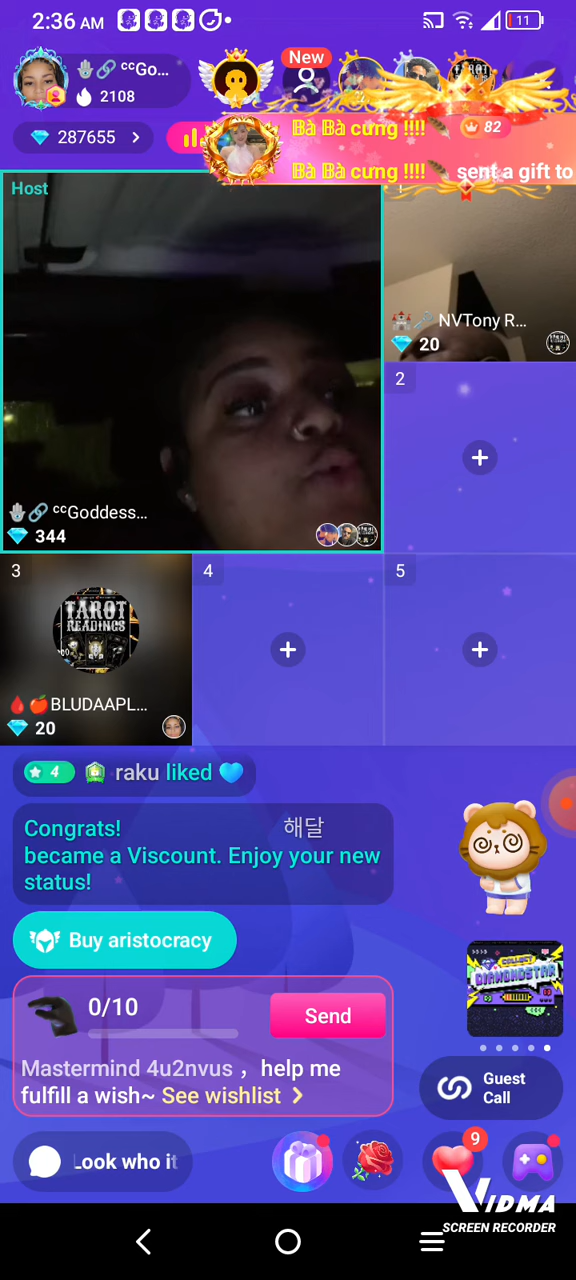 2:36 AM
11
ᶜᶜGo...
New
2108
287655
Bà Bà cưng !!!!
82
Bà Bà cưng !!!! sent a gift to
Host
1
NVTony R...
20
2
ᶜᶜGoddess...
344
3
4
5
TAROT
READINGS
BLUDAAPL...
20
4
raku liked
Congrats! 해달
became a Viscount. Enjoy your new
status!
Buy aristocracy
COLLECT
DIAMONDSTAR
0/10
Send
Mastermind 4u2nvus , help me
fulfill a wish~ See wishlist >
Guest
Call
Look who it
9
VIDMA
SCREEN RECORDER